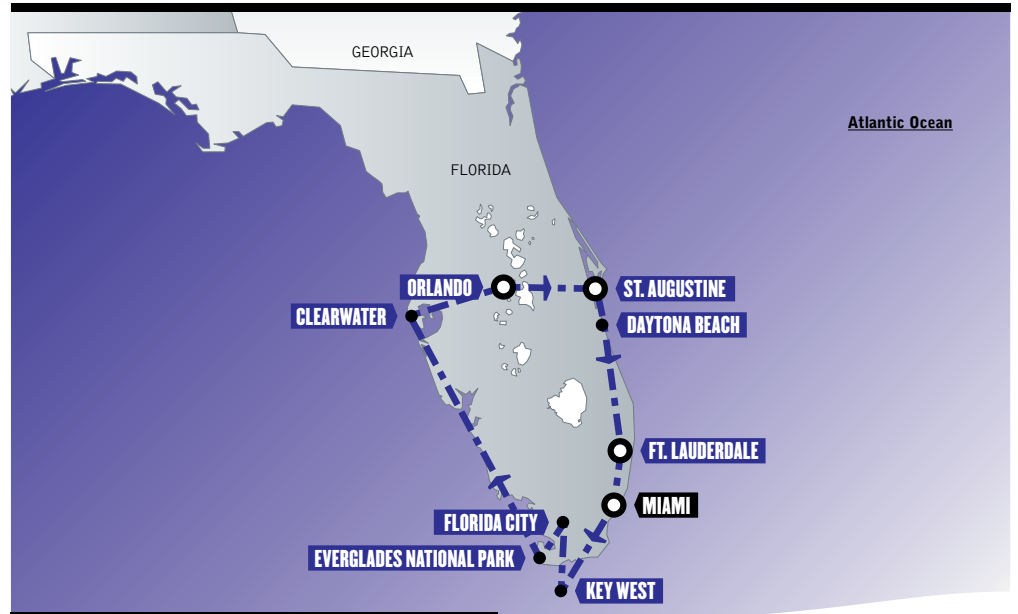 GEORGIA
Atlantic Ocean
FLORIDA
ORLANDO
ST. AUGUSTINE
CLEARWATER
DAYTONA BEACH
FT. LAUDERDALE
MIAMI
FLORIDA CITY
EVERGLADES NATIONAL PARK
KEY WEST